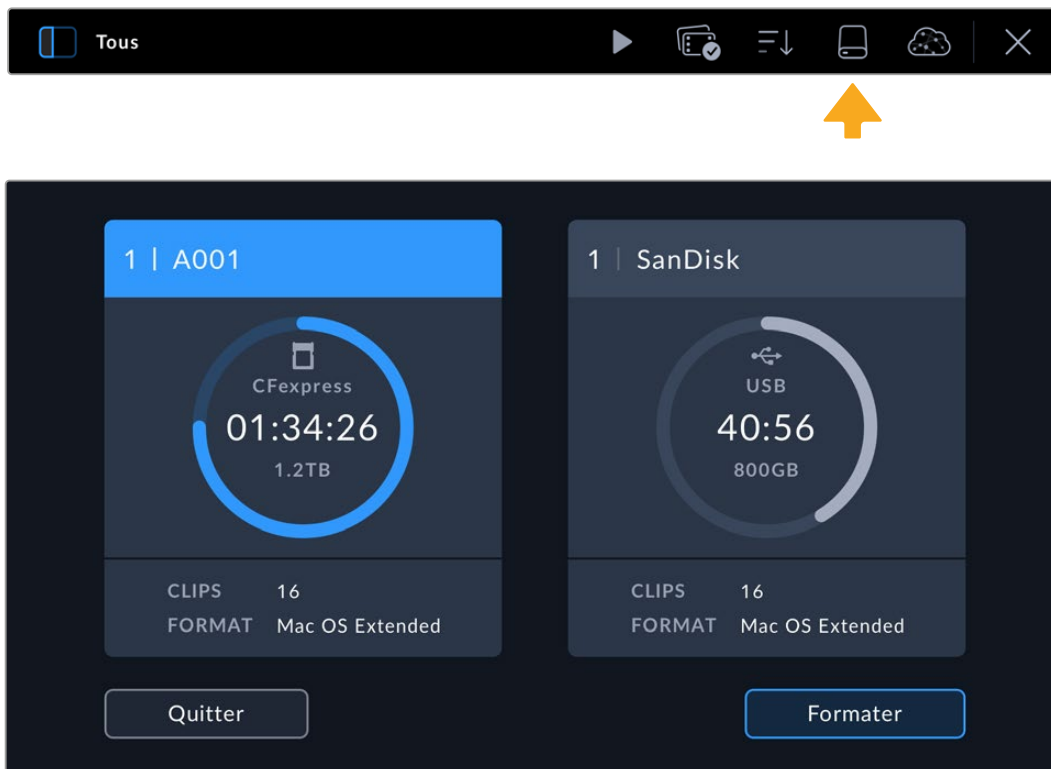 Tous
1 | A001
CFexpress
01:34:26
1.2TB
CLIPS 16
FORMAT Mac OS Extended
1 | SanDisk
USB
40:56
800GB
CLIPS 16
FORMAT Mac OS Extended
Quitter
Formater